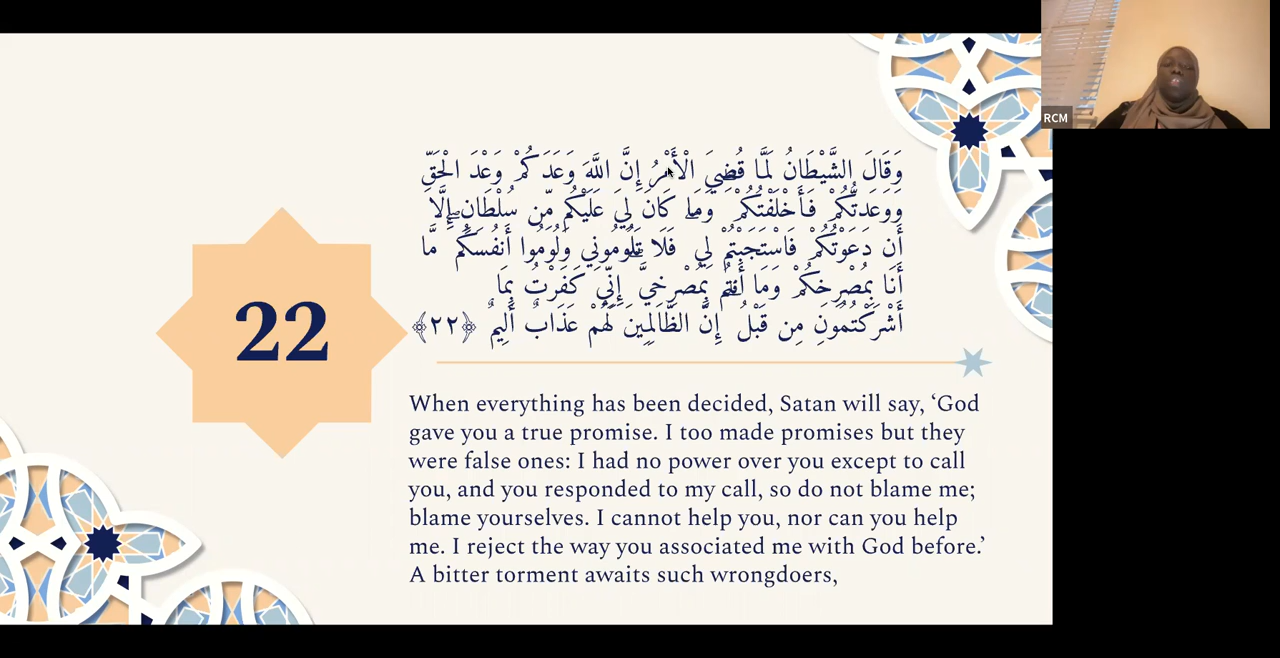 RCM
وَقَالَ الشَّيْطَانُ لَمَّا قُضِيَ الْأَمْرُ إِنَّ اللَّهَ وَعَدَكُمْ وَعْدَ الْحَقِّ
وَوَعَدتُّكُمْ فَأَخْلَفْتُكُمْ ۖ وَمَا كَانَ لِيَ عَلَيْكُم مِّن سُلْطَانٍ إِلَّا
أَن دَعَوْتُكُمْ فَاسْتَجَبْتُمْ لِي ۖ فَلَا تَلُومُونِي وَلُومُوا أَنفُسَكُم ۖ مَّا
أَنَا بِمُصْرِخِكُمْ وَمَا أَنتُم بِمُصْرِخِيَّ ۖ إِنِّي كَفَرْتُ بِمَا
أَشْرَكْتُمُونِ مِن قَبْلُ ۗ إِنَّ الظَّالِمِينَ لَهُمْ عَذَابٌ أَلِيمٌ ﴿٢٢﴾
22
When everything has been decided, Satan will say, ‘God
gave you a true promise. I too made promises but they
were false ones: I had no power over you except to call
you, and you responded to my call, so do not blame me;
blame yourselves. I cannot help you, nor can you help
me. I reject the way you associated me with God before.’
A bitter torment awaits such wrongdoers,